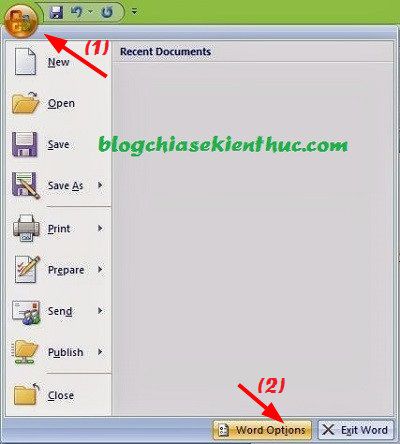 (1)
Recent Documents
New
Open
blogchiasekienthuc.com
Save
Save As
Print
Prepare
Send
Publish
Close
(2)
Word Options
Exit Word